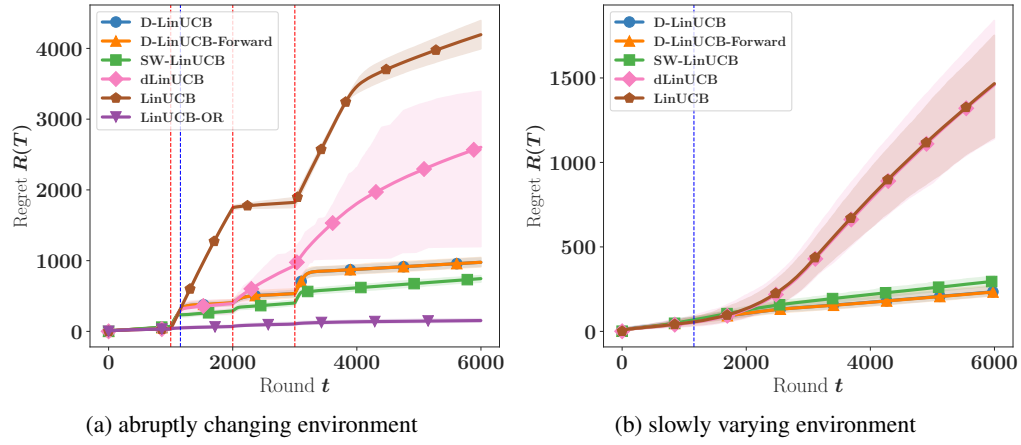 D-LinUCB
D-LinUCB-Forward
SW-LinUCB
dLinUCB
LinUCB
LinUCB-OR
Regret R(T)
4000
3000
2000
1000
0
0
2000
4000
6000
Round t
(a) abruptly changing environment
D-LinUCB
D-LinUCB-Forward
SW-LinUCB
dLinUCB
LinUCB
Regret R(T)
1500
1000
500
0
0
2000
4000
6000
Round t
(b) slowly varying environment